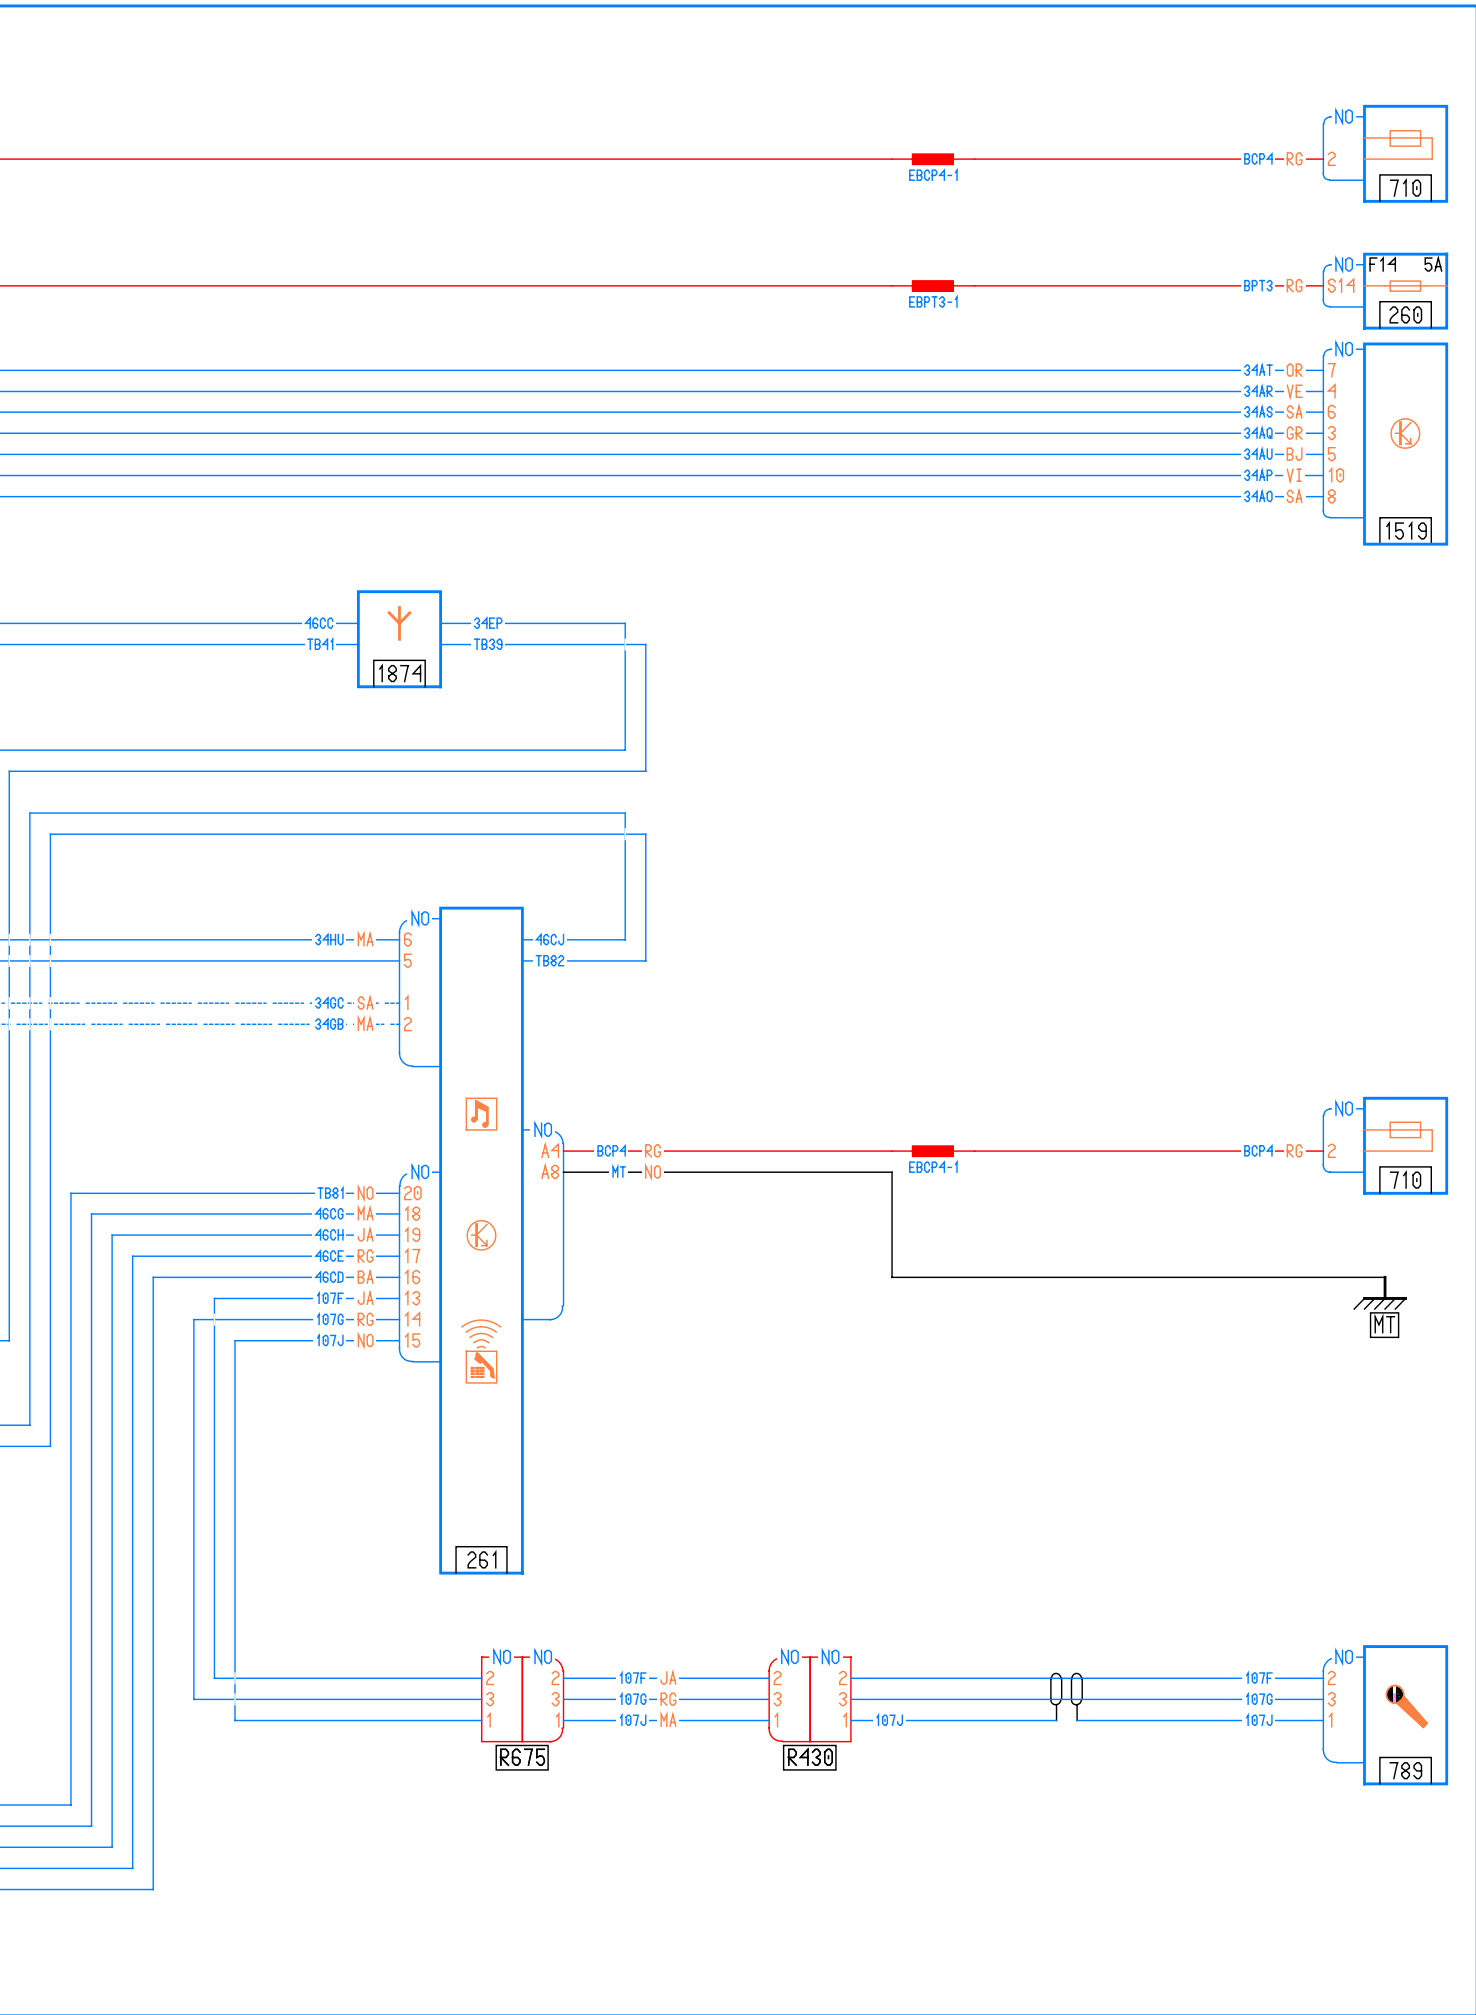 NO
BCP4 RG 2
EBCP4-1
710
NO F14 5A
BPT3 RG S14
EBPT3-1
260
NO
34AT OR 7
34AR VE 4
34AS SA 6
34AQ GR 3
34AU BJ 5
34AP VI 10
34AO SA 8
1519
46CC 34EP
TB41 TB39
1874
NO
34HU MA 6 46CJ
5 TB82
34GC SA 1
34GB MA 2
NO NO
A4 BCP4 RG BCP4 RG 2
EBCP4-1
A8 MT NO
710
NO
TB81 NO 20
46CG MA 18
46CH JA 19
46CE RG 17
46CD BA 16
107F JA 13
107G RG 14
107J NO 15
MT
261
NO NO NO NO NO
2 2 107F JA 2 2 107F 2
3 3 107G RG 3 3 107G 3
1 1 107J MA 1 1 107J 107J 1
R675 R430 789